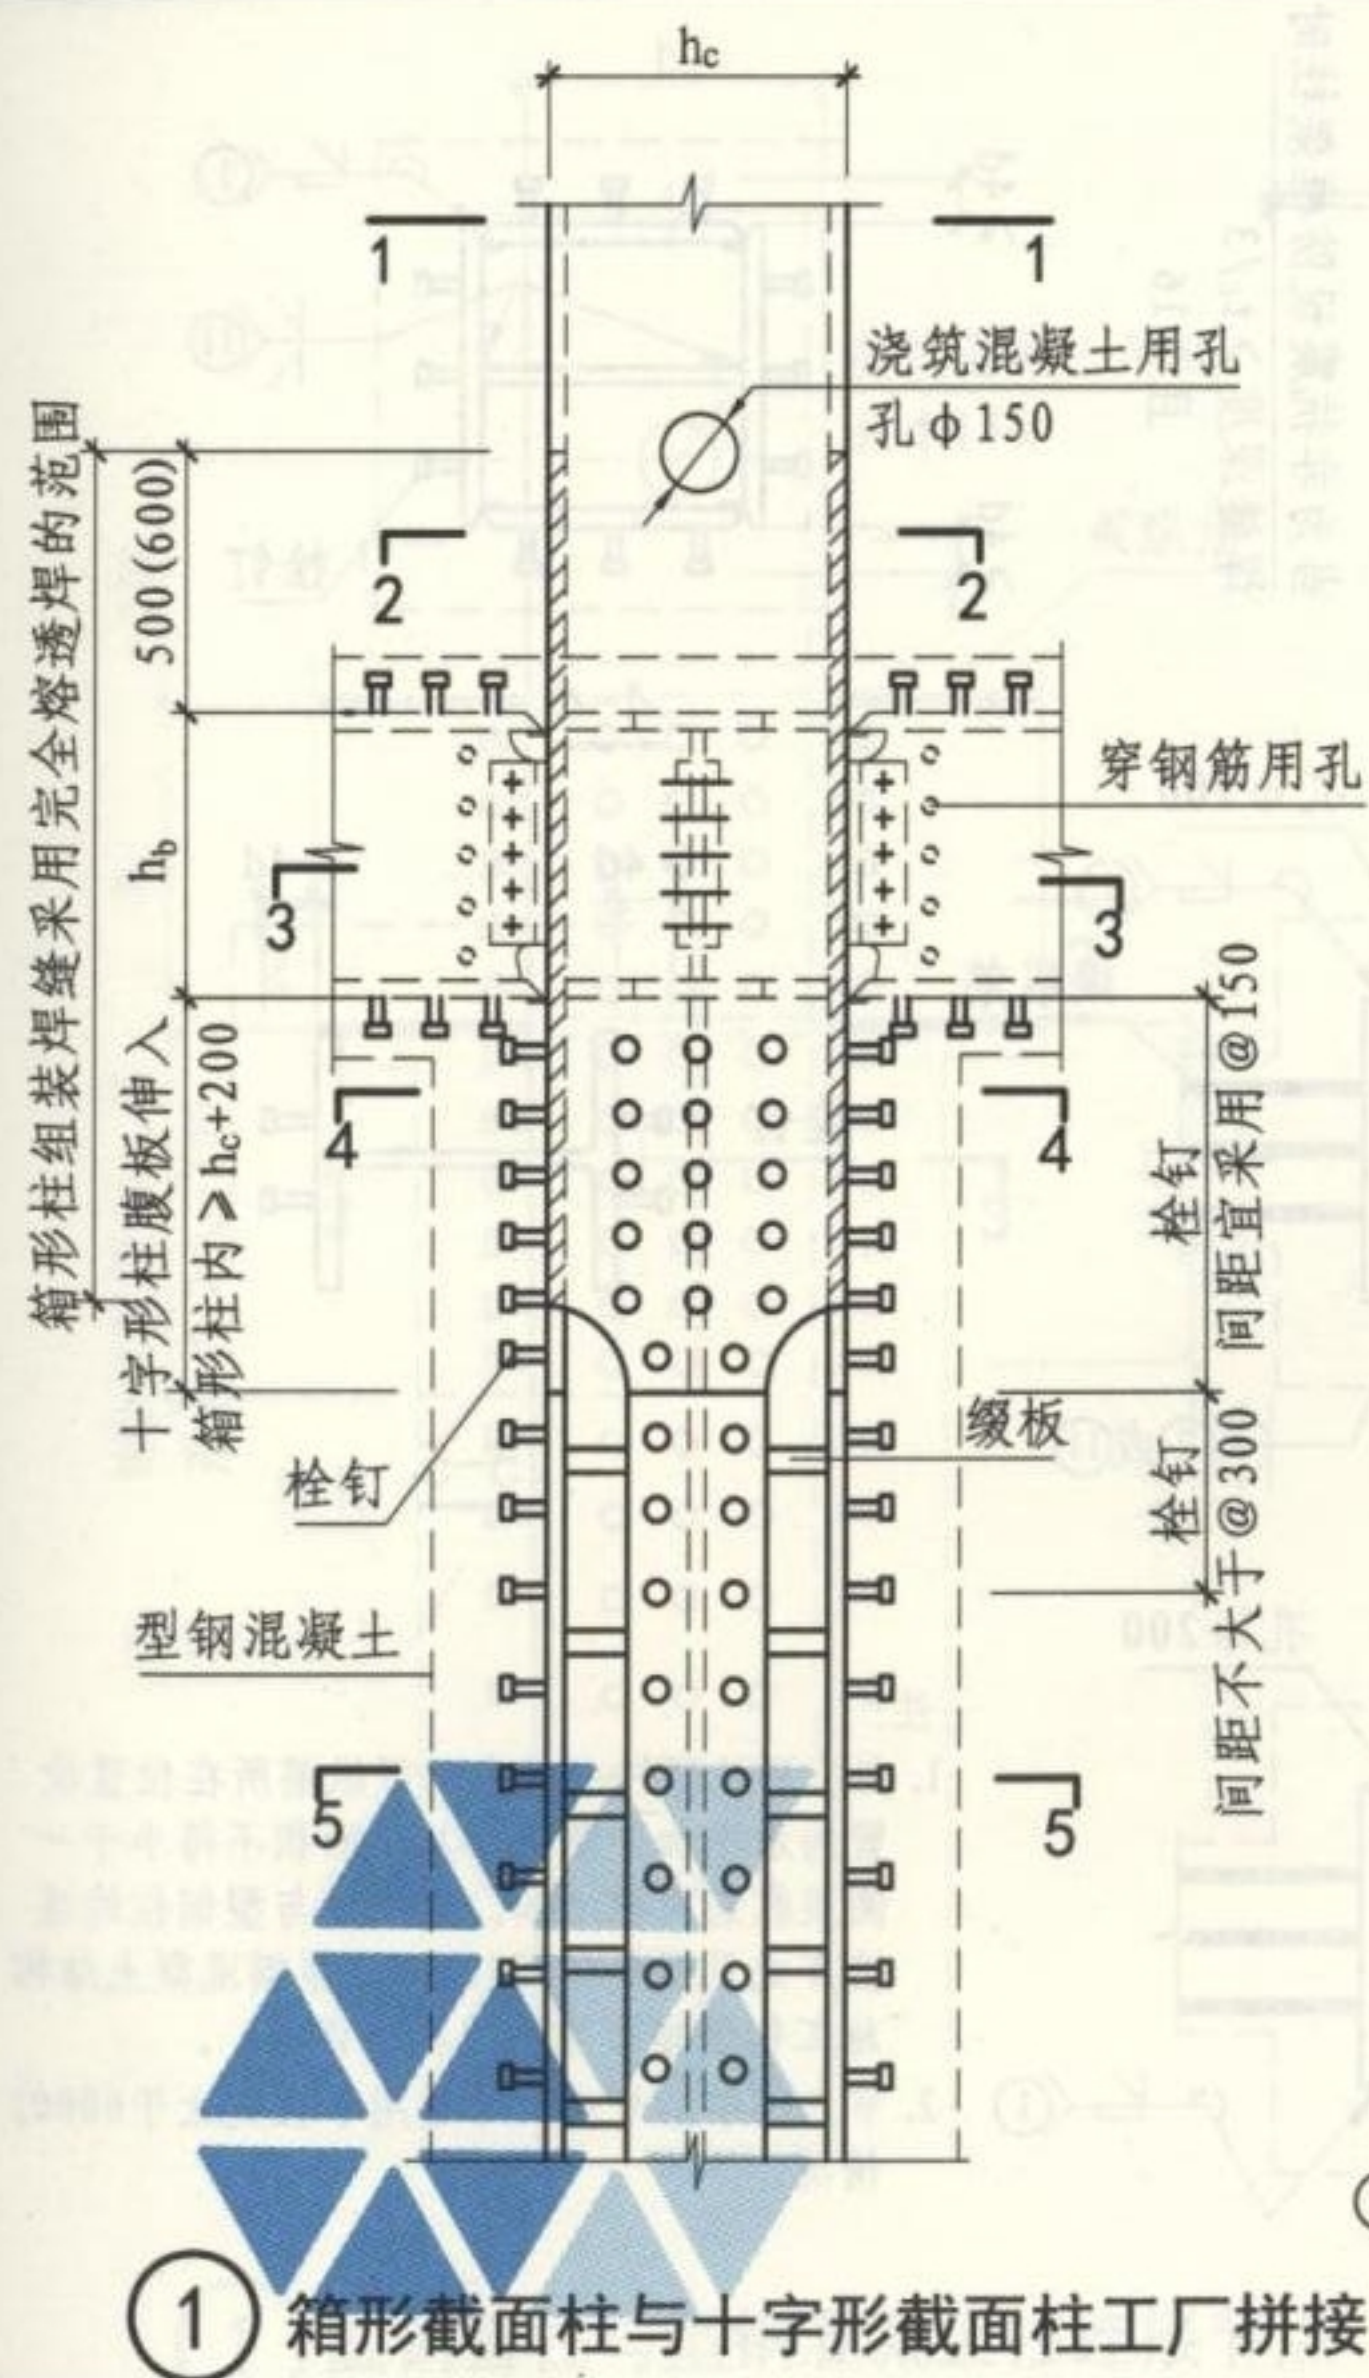 hc
1
1
浇筑混凝土用孔
孔ф150
箱形柱组装焊缝采用完全熔透焊的范围
500(600)
2
2
穿钢筋用孔
hb
3
3
十字形柱腹板伸入
箱形柱内≥hc+200
4
4
栓钉
间距宜采用@150
缀板
栓钉
栓钉
间距不大于@300
型钢混凝土
5
5
1 箱形截面柱与十字形截面柱工厂拼接